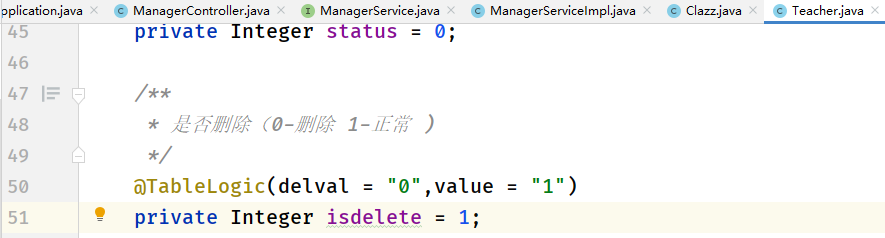 pplication.java ManagerController.java ManagerService.java ManagerServiceImpl.java Clazz.java Teacher.java
45 private Integer status = 0;
46
47 /**
48 * 是否删除（0-删除 1-正常 )
49 */
50 @TableLogic(delval = "0",value = "1")
51 private Integer isdelete = 1;